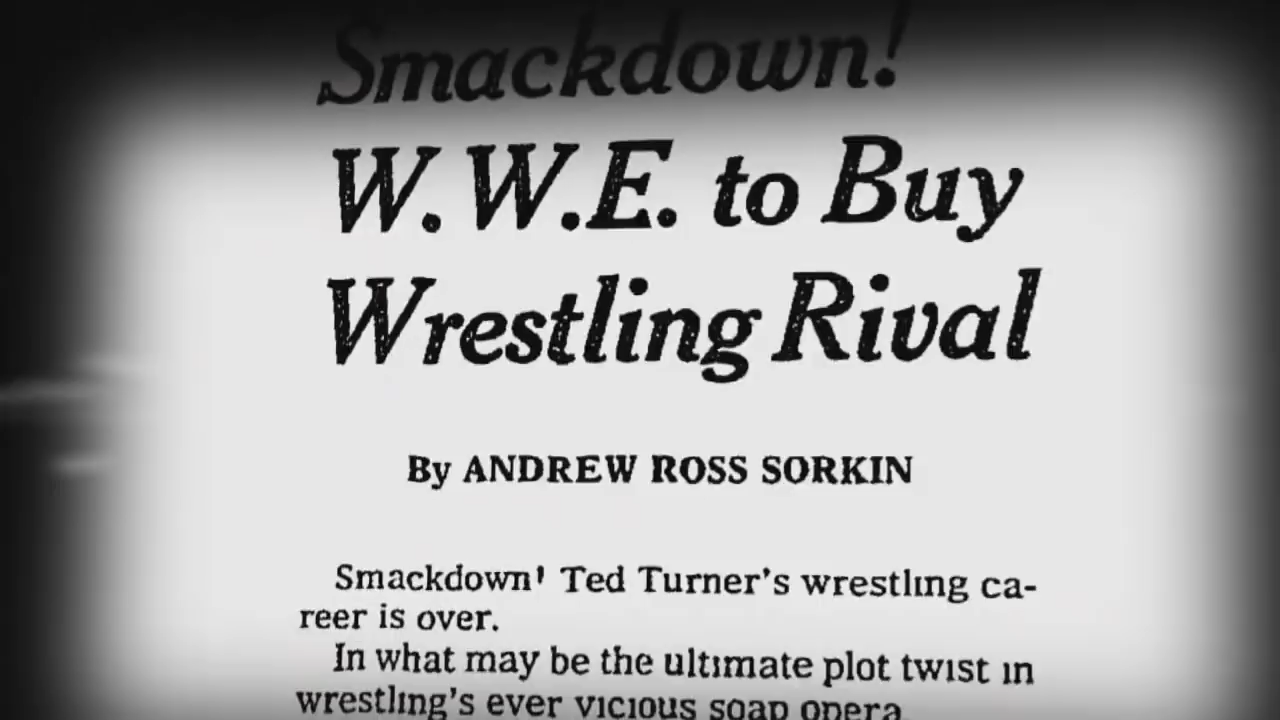 Smackdown!
W.W.E. to Buy
Wrestling Rival
By ANDREW ROSS SORKIN
Smackdown! Ted Turner's wrestling ca-
reer is over.
In what may be the ultimate plot twist in
wrestling's ever vicious soap opera